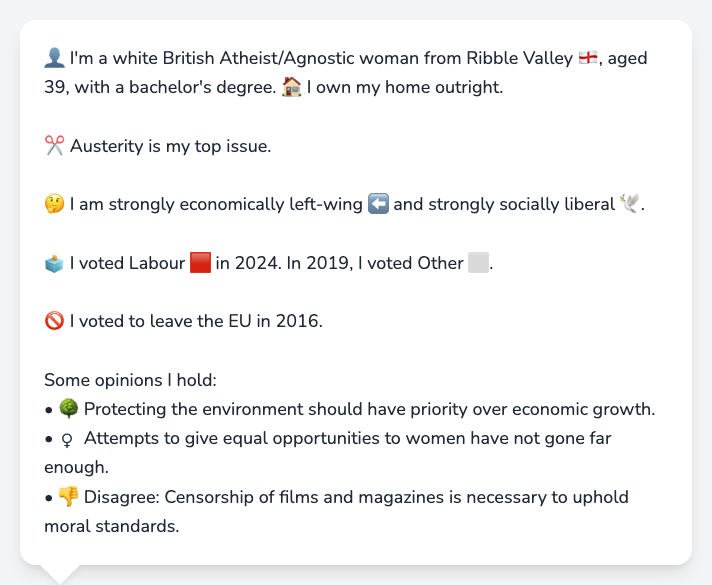 👤 I'm a white British Atheist/Agnostic woman from Ribble Valley 🏴󠁧󠁢󠁥󠁮󠁧󠁿, aged
39, with a bachelor's degree. 🏠 I own my home outright.
✂️ Austerity is my top issue.
🤔 I am strongly economically left-wing ⬅️ and strongly socially liberal 🕊️.
🗳️ I voted Labour 🟥 in 2024. In 2019, I voted Other ⬜.
🚫 I voted to leave the EU in 2016.
Some opinions I hold:
• 🌳 Protecting the environment should have priority over economic growth.
• ♀ Attempts to give equal opportunities to women have not gone far
enough.
• 👎 Disagree: Censorship of films and magazines is necessary to uphold
moral standards.